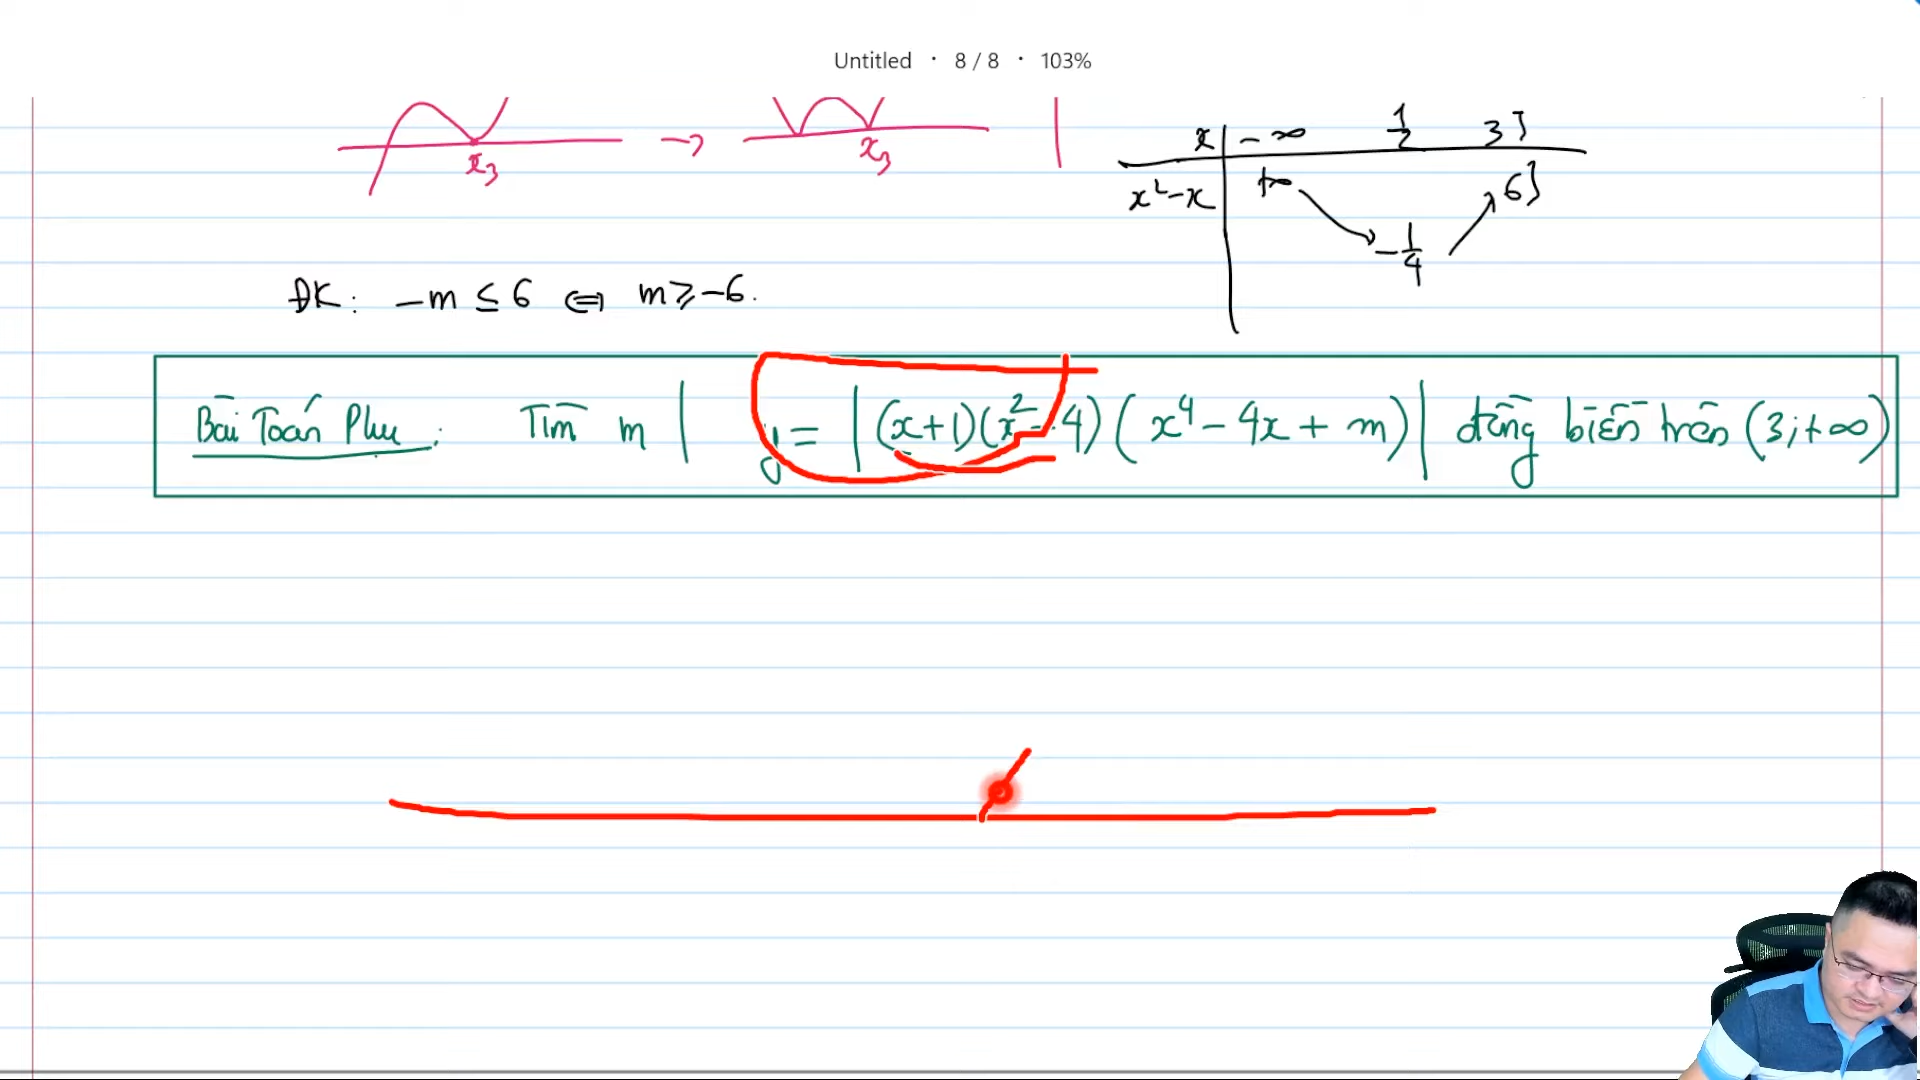 Untitled · 8 / 8 · 103%
x₃ → x₃
x | −∞ 1/2 3]
x² − x | +∞ −1/4 6]
ĐK: −m ≤ 6 ⇔ m ≥ −6.
Bài Toán Phụ: Tìm m | y = |(x+1)(x² − 4)(x⁴ − 4x + m)| đồng biến trên (3; +∞)